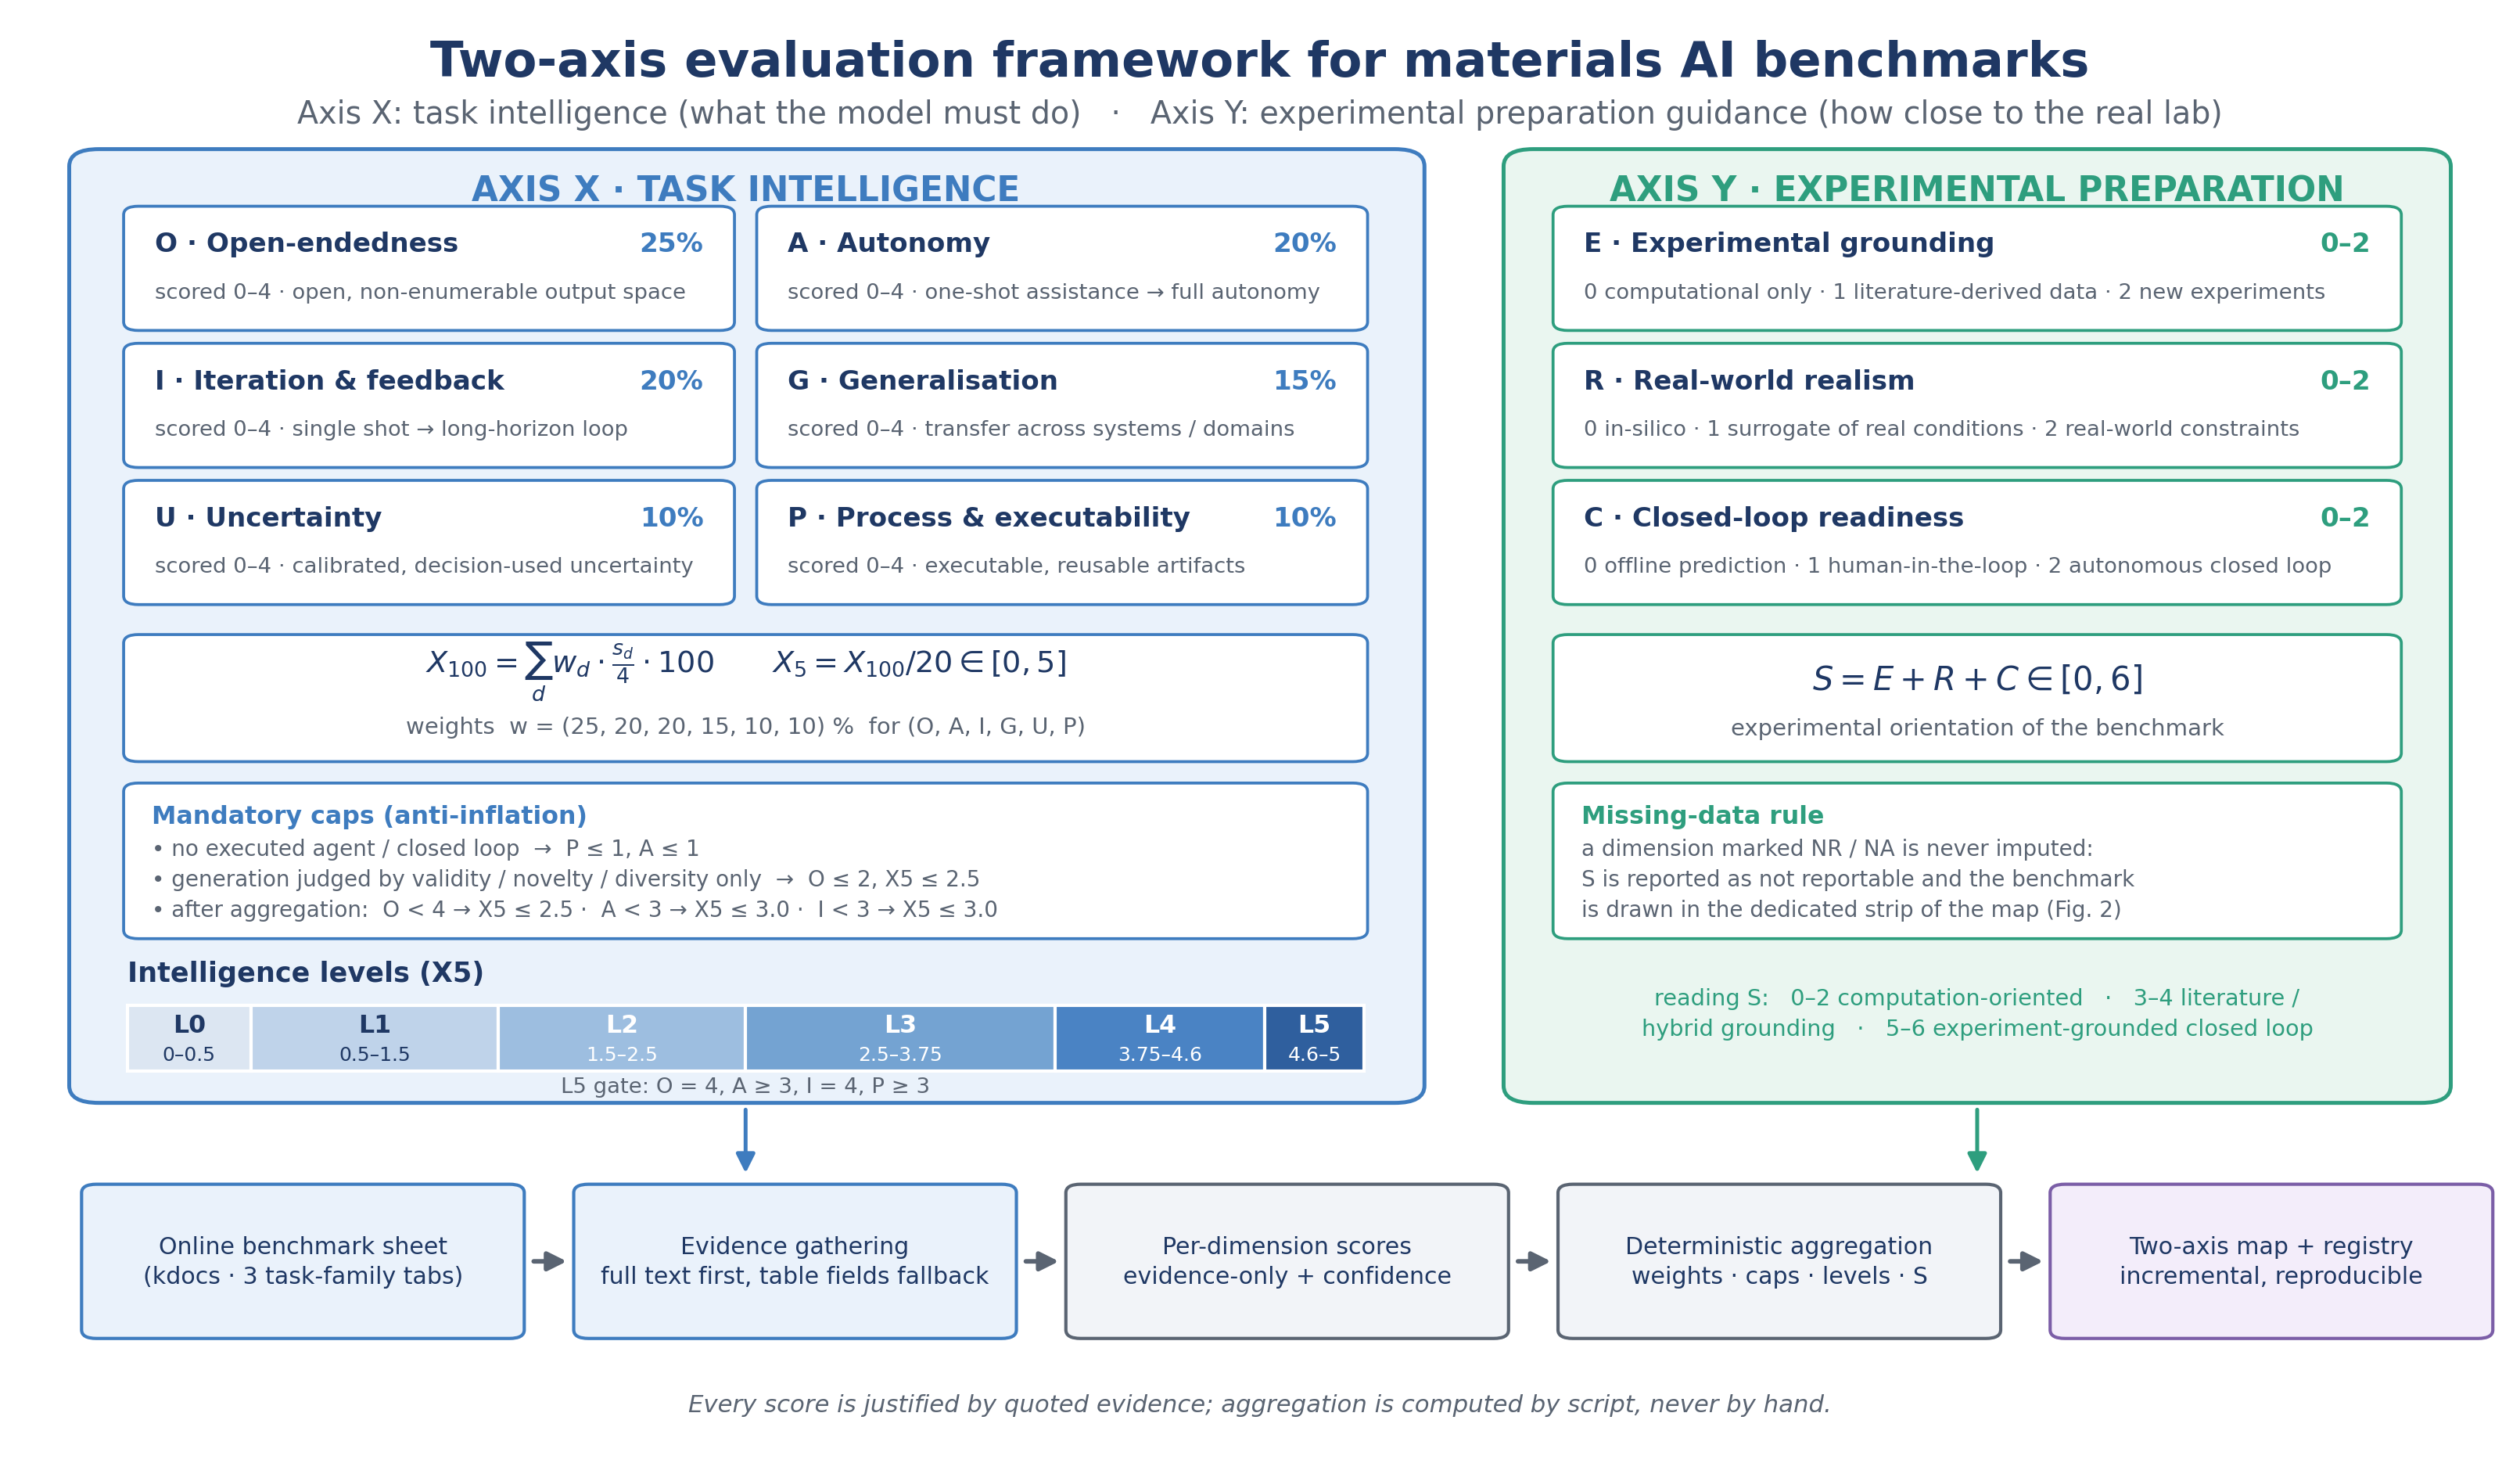 Two-axis evaluation framework for materials AI benchmarks
Axis X: task intelligence (what the model must do)   ·   Axis Y: experimental preparation guidance (how close to the real lab)
AXIS X · TASK INTELLIGENCE
O · Open-endedness 25%
scored 0–4 · open, non-enumerable output space
A · Autonomy 20%
scored 0–4 · one-shot assistance → full autonomy
I · Iteration & feedback 20%
scored 0–4 · single shot → long-horizon loop
G · Generalisation 15%
scored 0–4 · transfer across systems / domains
U · Uncertainty 10%
scored 0–4 · calibrated, decision-used uncertainty
P · Process & executability 10%
scored 0–4 · executable, reusable artifacts
X₁₀₀ = ∑_d w_d · s_d/4 · 100    X₅ = X₁₀₀/20 ∈ [0, 5]
weights w = (25, 20, 20, 15, 10, 10) % for (O, A, I, G, U, P)
Mandatory caps (anti-inflation)
• no executed agent / closed loop → P ≤ 1, A ≤ 1
• generation judged by validity / novelty / diversity only → O ≤ 2, X5 ≤ 2.5
• after aggregation: O < 4 → X5 ≤ 2.5 · A < 3 → X5 ≤ 3.0 · I < 3 → X5 ≤ 3.0
Intelligence levels (X5)
L0 L1 L2 L3 L4 L5
0–0.5 0.5–1.5 1.5–2.5 2.5–3.75 3.75–4.6 4.6–5
L5 gate: O = 4, A ≥ 3, I = 4, P ≥ 3
AXIS Y · EXPERIMENTAL PREPARATION
E · Experimental grounding 0–2
0 computational only · 1 literature-derived data · 2 new experiments
R · Real-world realism 0–2
0 in-silico · 1 surrogate of real conditions · 2 real-world constraints
C · Closed-loop readiness 0–2
0 offline prediction · 1 human-in-the-loop · 2 autonomous closed loop
S = E + R + C ∈ [0, 6]
experimental orientation of the benchmark
Missing-data rule
a dimension marked NR / NA is never imputed:
S is reported as not reportable and the benchmark
is drawn in the dedicated strip of the map (Fig. 2)
reading S: 0–2 computation-oriented · 3–4 literature /
hybrid grounding · 5–6 experiment-grounded closed loop
Online benchmark sheet
(kdocs · 3 task-family tabs)
Evidence gathering
full text first, table fields fallback
Per-dimension scores
evidence-only + confidence
Deterministic aggregation
weights · caps · levels · S
Two-axis map + registry
incremental, reproducible
Every score is justified by quoted evidence; aggregation is computed by script, never by hand.